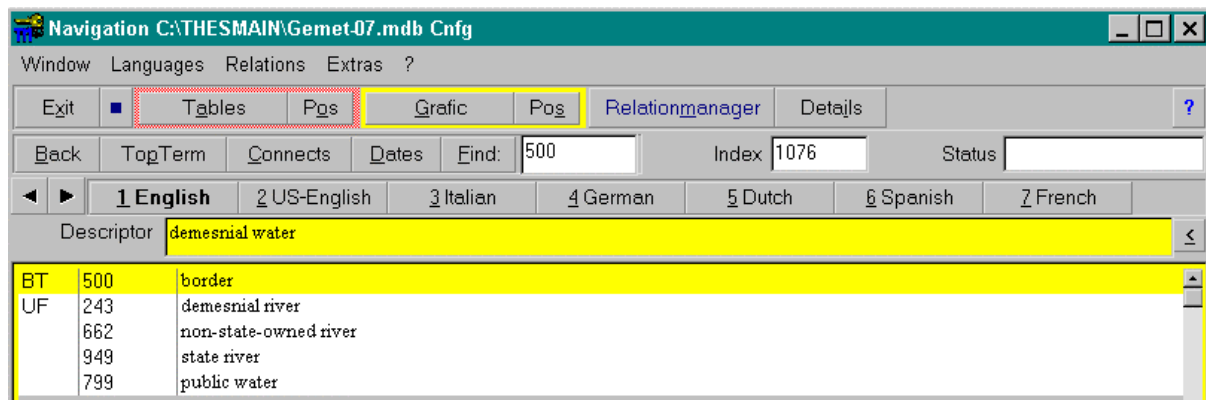 Navigation C:\THESMAIN\Gemet-07.mdb Cnfg
Window Languages Relations Extras ?
Exit Tables Pos Grafic Pos Relationmanager Details ?
Back TopTerm Connects Dates Find: 500 Index 1076 Status
1 English 2 US-English 3 Italian 4 German 5 Dutch 6 Spanish 7 French
Descriptor demesnial water <
BT 500 border
UF 243 demesnial river
662 non-state-owned river
949 state river
799 public water